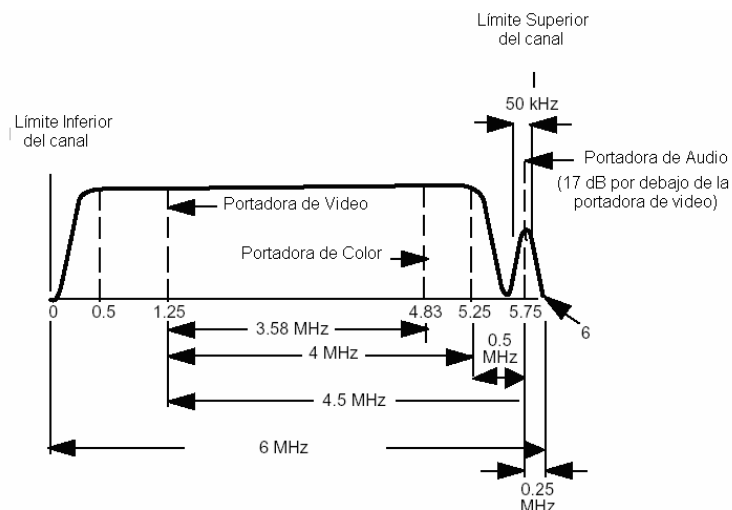 Límite Superior
del canal
50 kHz
Límite Inferior
del canal
Portadora de Audio
(17 dB por debajo de la
portadora de video)
Portadora de Video
Portadora de Color
0
0.5
1.25
4.83
5.25
5.75
6
3.58 MHz
0.5
MHz
4 MHz
4.5 MHz
6 MHz
0.25
MHz